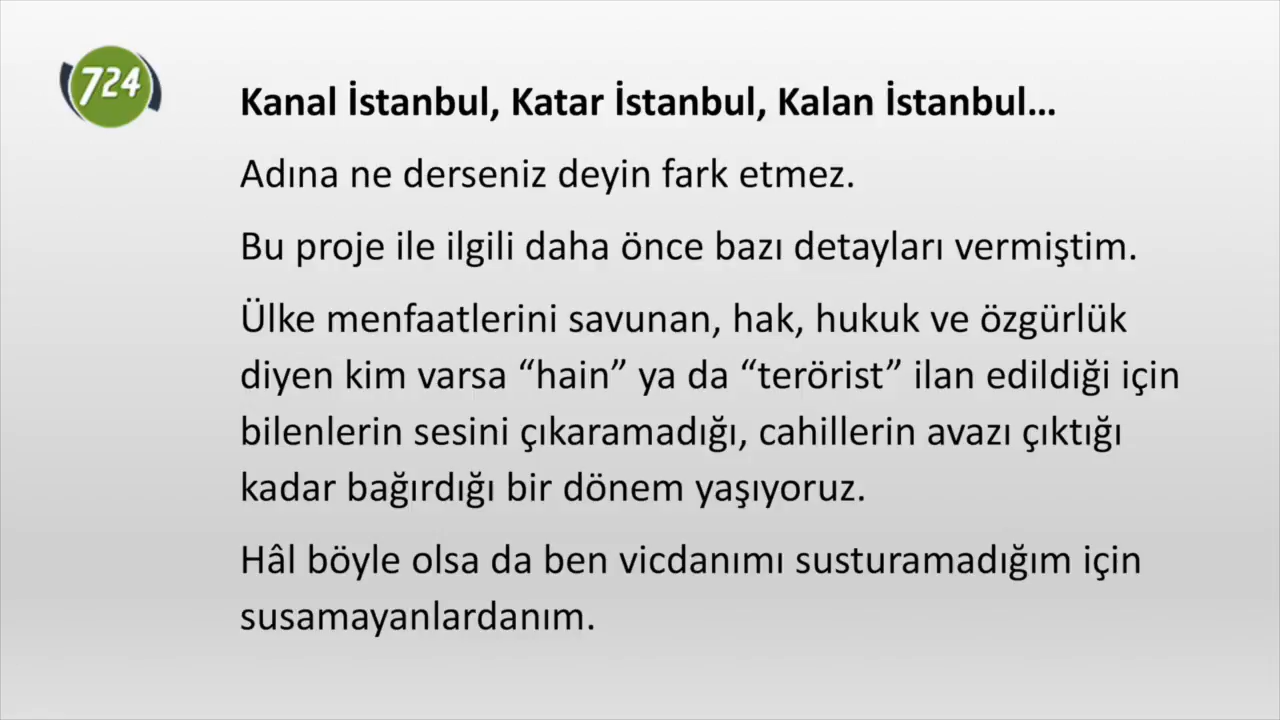 724
Kanal İstanbul, Katar İstanbul, Kalan İstanbul…
Adına ne derseniz deyin fark etmez.
Bu proje ile ilgili daha önce bazı detayları vermiştim.
Ülke menfaatlerini savunan, hak, hukuk ve özgürlük
diyen kim varsa “hain” ya da “terörist” ilan edildiği için
bilenlerin sesini çıkaramadığı, cahillerin avazı çıktığı
kadar bağırdığı bir dönem yaşıyoruz.
Hâl böyle olsa da ben vicdanımı susturamadığım için
susamayanlardanım.